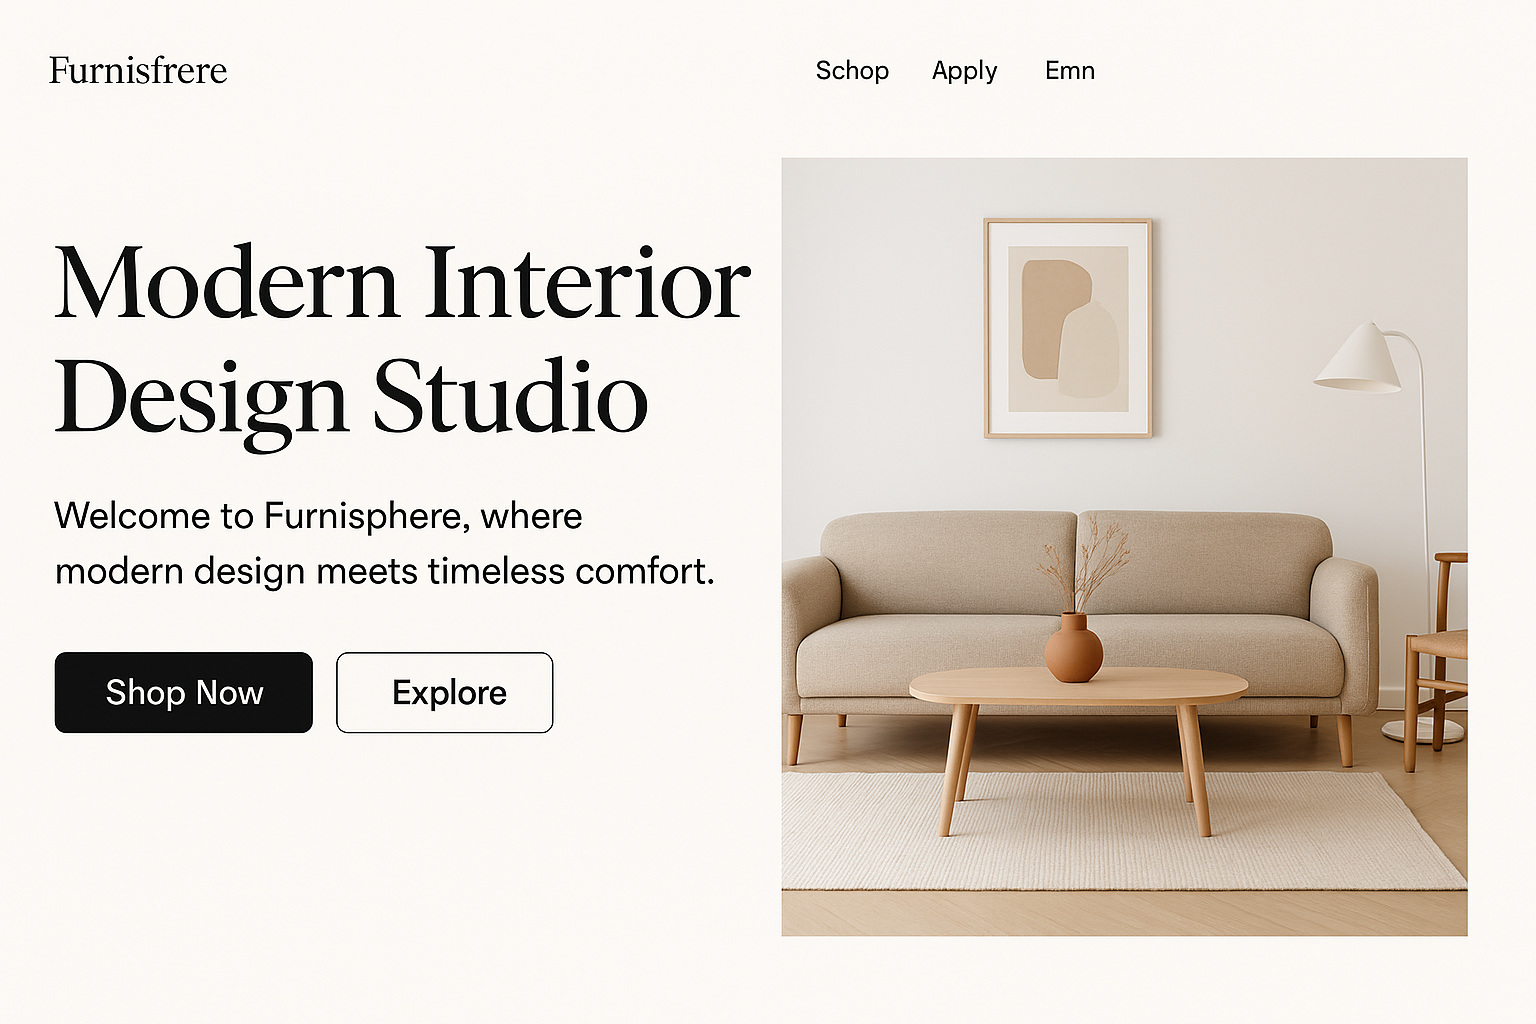 Furnisfrere
Schop Apply Emn
Modern Interior
Design Studio
Welcome to Furnisphere, where
modern design meets timeless comfort.
Shop Now
Explore